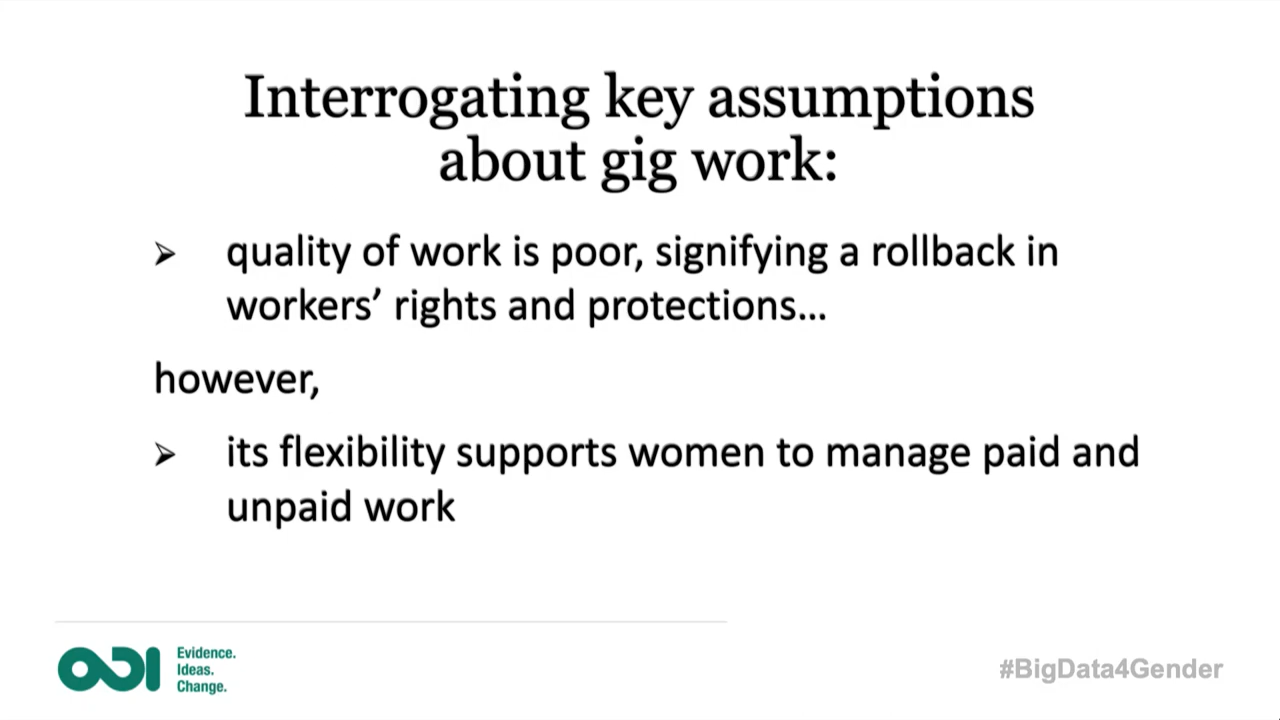 Interrogating key assumptions
about gig work:
➢ quality of work is poor, signifying a rollback in
workers’ rights and protections...
however,
➢ its flexibility supports women to manage paid and
unpaid work
ODI
Evidence.
Ideas.
Change.
#BigData4Gender